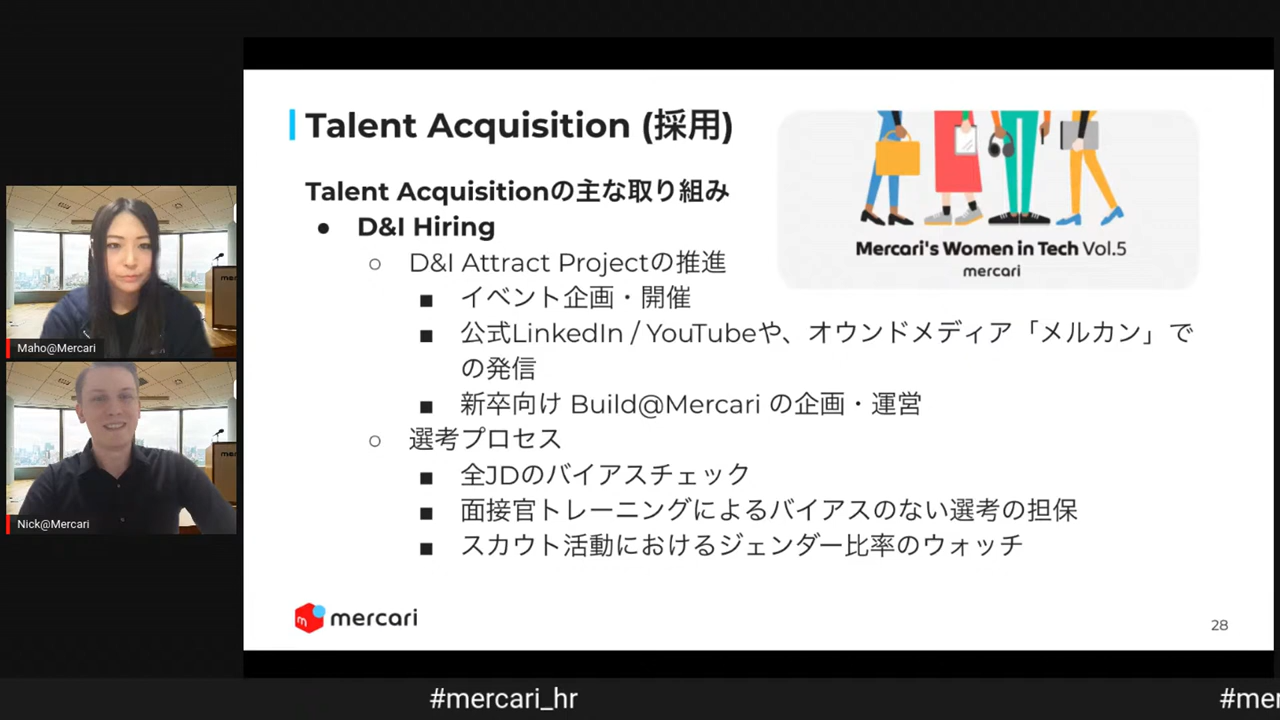 Talent Acquisition (採用)
Talent Acquisitionの主な取り組み
● D&I Hiring
○ D&I Attract Projectの推進
■ イベント企画・開催
■ 公式LinkedIn / YouTubeや、オウンドメディア「メルカン」で
の発信
■ 新卒向け Build@Mercari の企画・運営
○ 選考プロセス
■ 全JDのバイアスチェック
■ 面接官トレーニングによるバイアスのない選考の担保
■ スカウト活動におけるジェンダー比率のウォッチ
Mercari's Women in Tech Vol.5
mercari
mercari
28
Maho@Mercari
Nick@Mercari
mer
mer
#mercari_hr
#mer